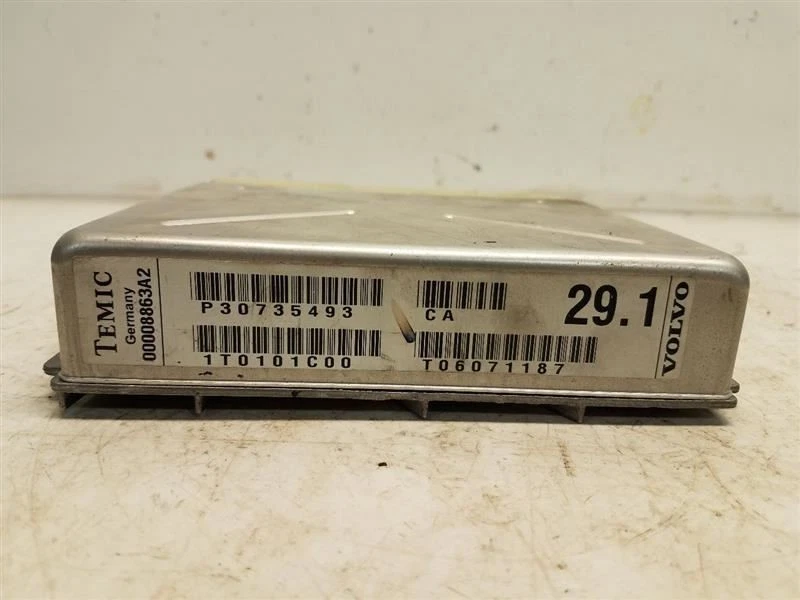 TEMIC
Germany
00008863A2
P30735493
CA
29.1
1T0101C00
T06071187
VOLVO